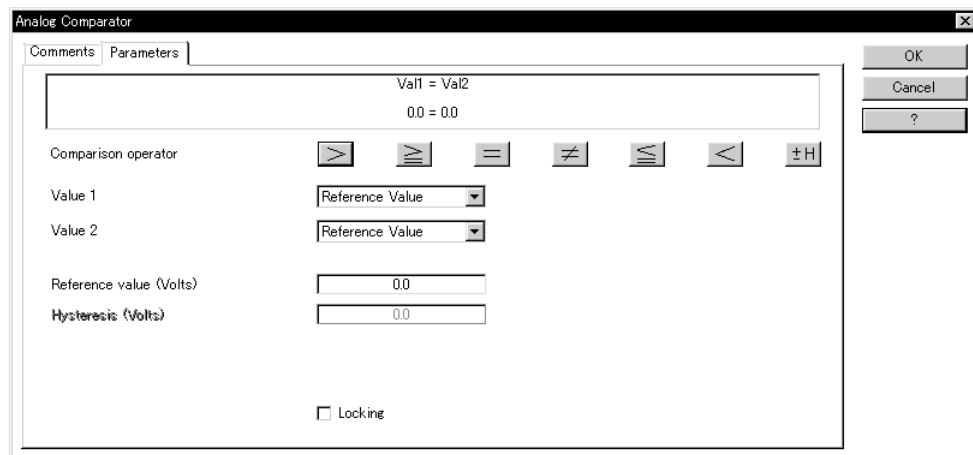 Analog Comparator
Comments Parameters
OK
Val1 = Val2
Cancel
0.0 = 0.0
?
Comparison operator > ≧ = ≠ ≦ < ±H
Value 1 Reference Value
Value 2 Reference Value
Reference value (Volts) 0.0
Hysteresis (Volts) 0.0
Locking